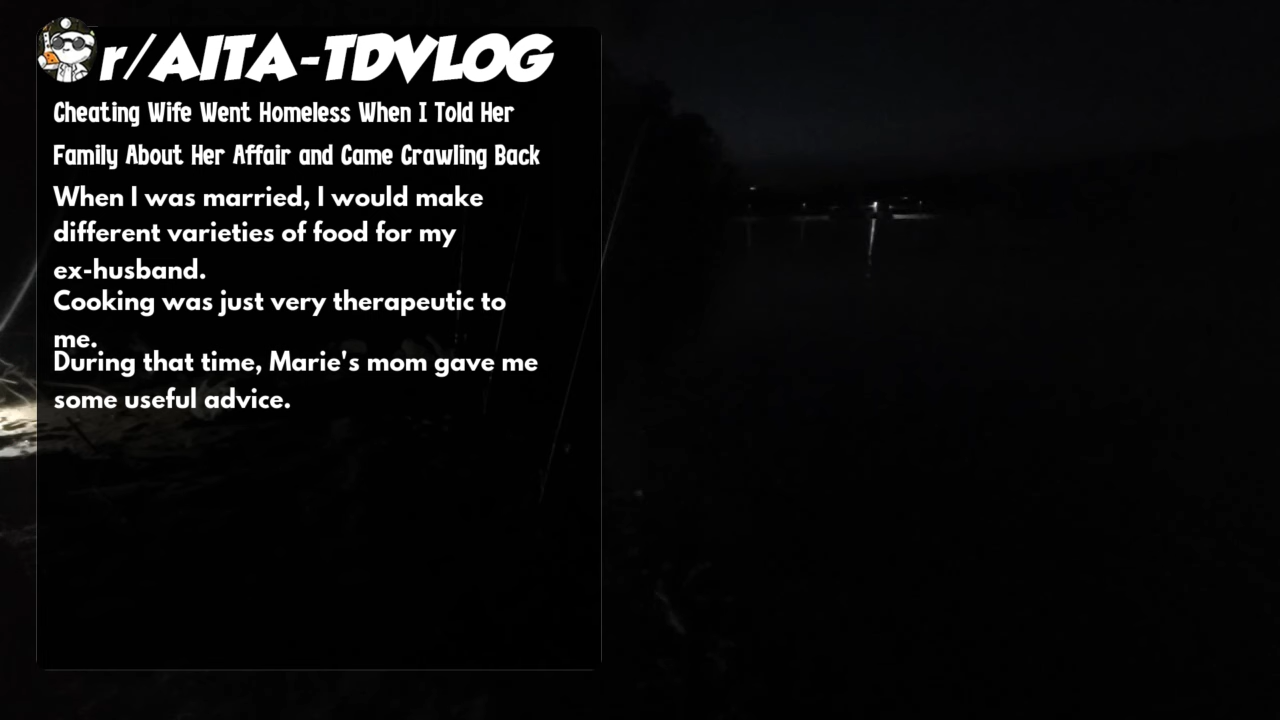 r/AITA-TDVLOG
Cheating Wife Went Homeless When I Told Her
Family About Her Affair and Came Crawling Back
When I was married, I would make
different varieties of food for my
ex-husband.
Cooking was just very therapeutic to
me.
During that time, Marie's mom gave me
some useful advice.